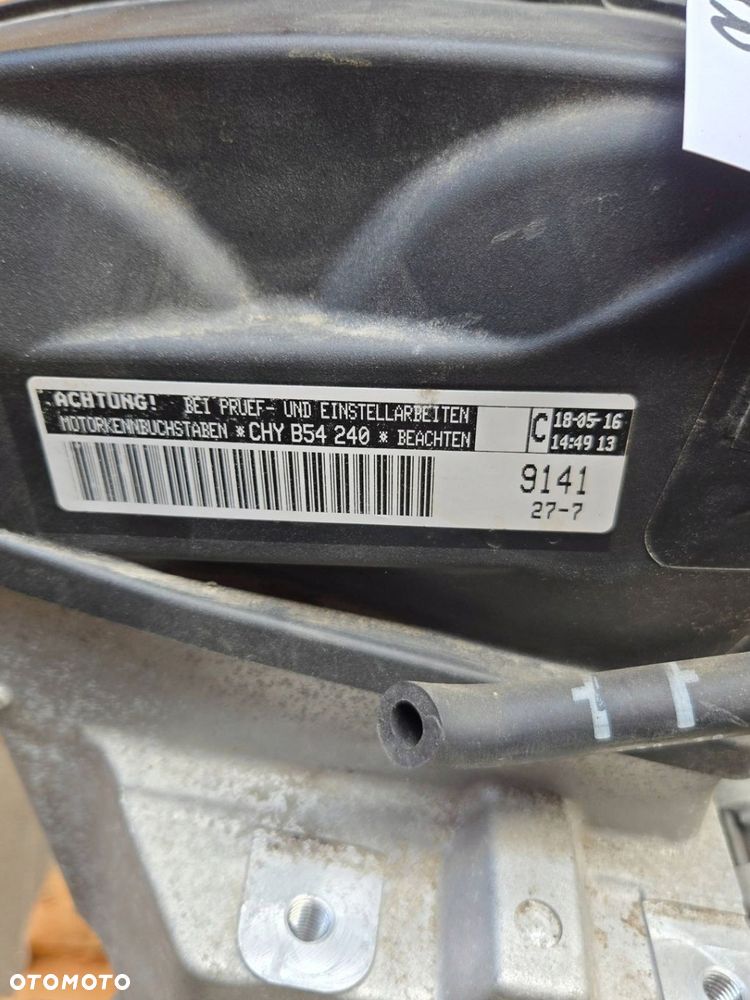 ACHTUNG! BEI PRUEF- UND EINSTELLARBEITEN
MOTORKENNBUCHSTABEN * CHY B54 240 * BEACHTEN
C
18-05-16
14:49 13
9141
27-7
OTOMOTO